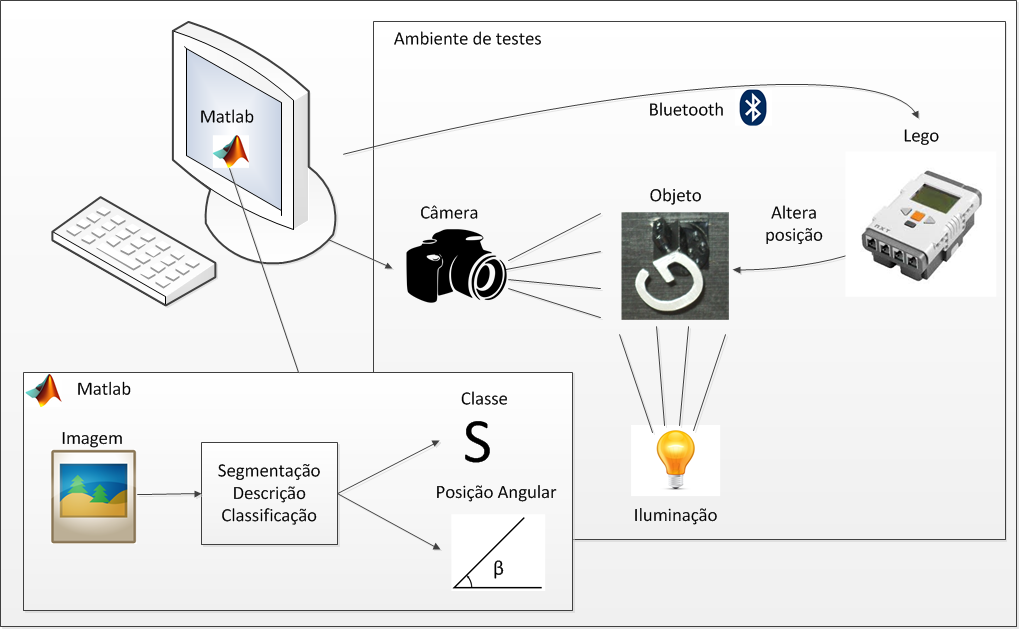 Ambiente de testes
Matlab
Bluetooth
Lego
Câmera
Objeto
Altera
posição
G
NXT
Matlab
Imagem
Segmentação
Descrição
Classificação
Classe
S
Posição Angular
β
Iluminação